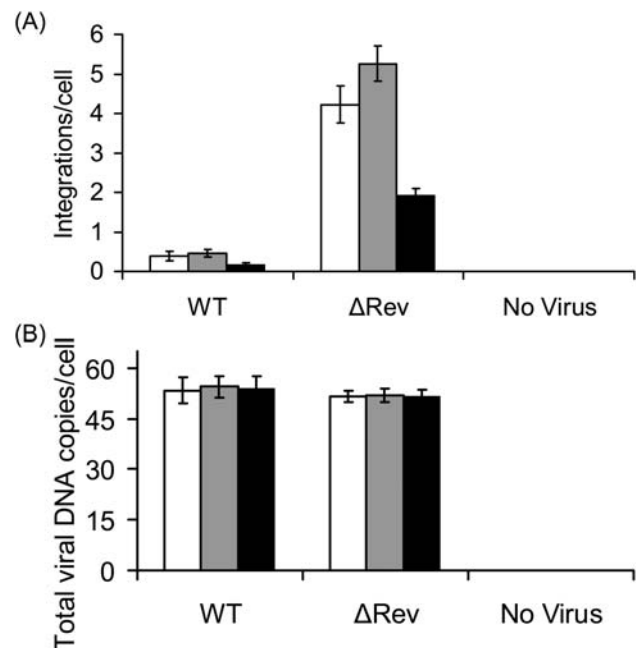 (A)
Integrations/cell
6
5
4
3
2
1
0
WT ΔRev No Virus
(B)
Total viral DNA copies/cell
60
45
30
15
0
WT ΔRev No Virus